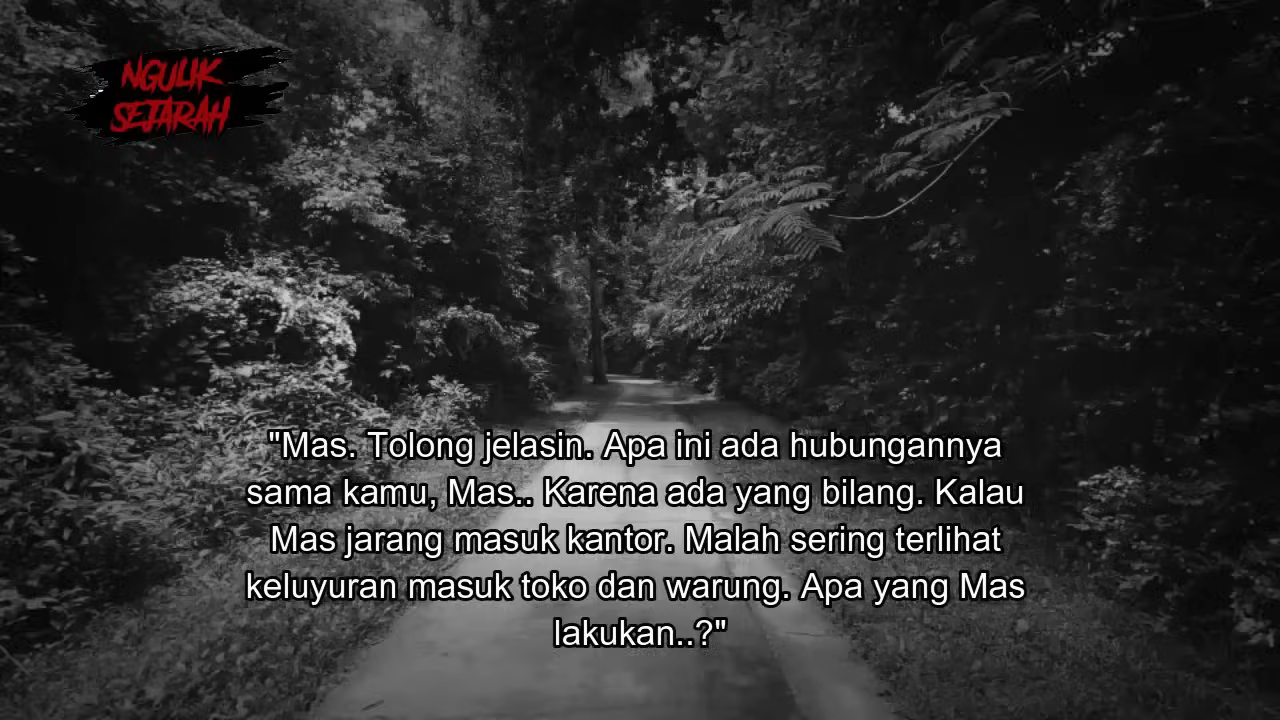 NGULIK
SEJARAH
"Mas. Tolong jelasin. Apa ini ada hubungannya
sama kamu, Mas.. Karena ada yang bilang. Kalau
Mas jarang masuk kantor. Malah sering terlihat
keluyuran masuk toko dan warung. Apa yang Mas
lakukan..?"